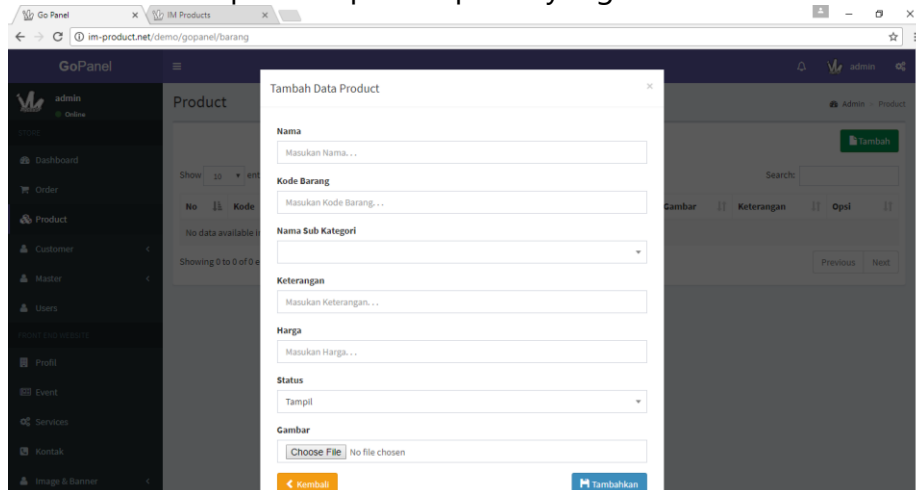 Go Panel
IM Products
im-product.net/demo/gopanel/barang
GoPanel
admin
admin
Online
Product
Admin
Product
STORE
Tambah
Dashboard
Order
Product
Customer
Master
Users
FRONT END WEBSITE
Profil
Event
Services
Kontak
Image & Banner
Show 10
Search:
No Kode Gambar Keterangan Opsi
No data available
Showing 0 to 0 of 0
Previous Next
Tambah Data Product
×
Nama
Masukan Nama. . .
Kode Barang
Masukan Kode Barang. . .
Nama Sub Kategori
Keterangan
Masukan Keterangan. . .
Harga
Masukan Harga. . .
Status
Tampil
Gambar
Choose File No file chosen
Kembali
Tambahkan